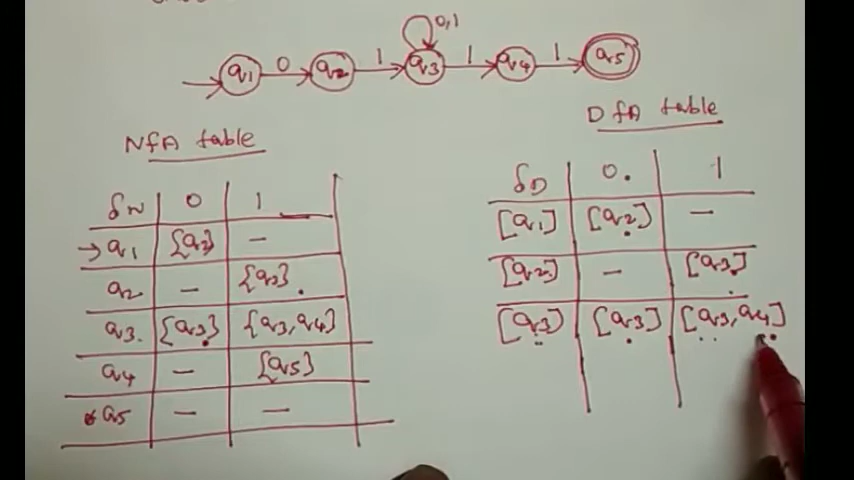 0,1
q1 0 q2 1 q3 1 q4 1 q5
DfA table
NfA table
δN 0 1
→q1 {q2} –
q2 – {q3}.
q3. {q3} {q3,q4}
q4 – {q5}
*q5 – –
δD 0. 1
[q1] [q2] –
[q2] – [q3]
[q3] [q3] [q3,q4]